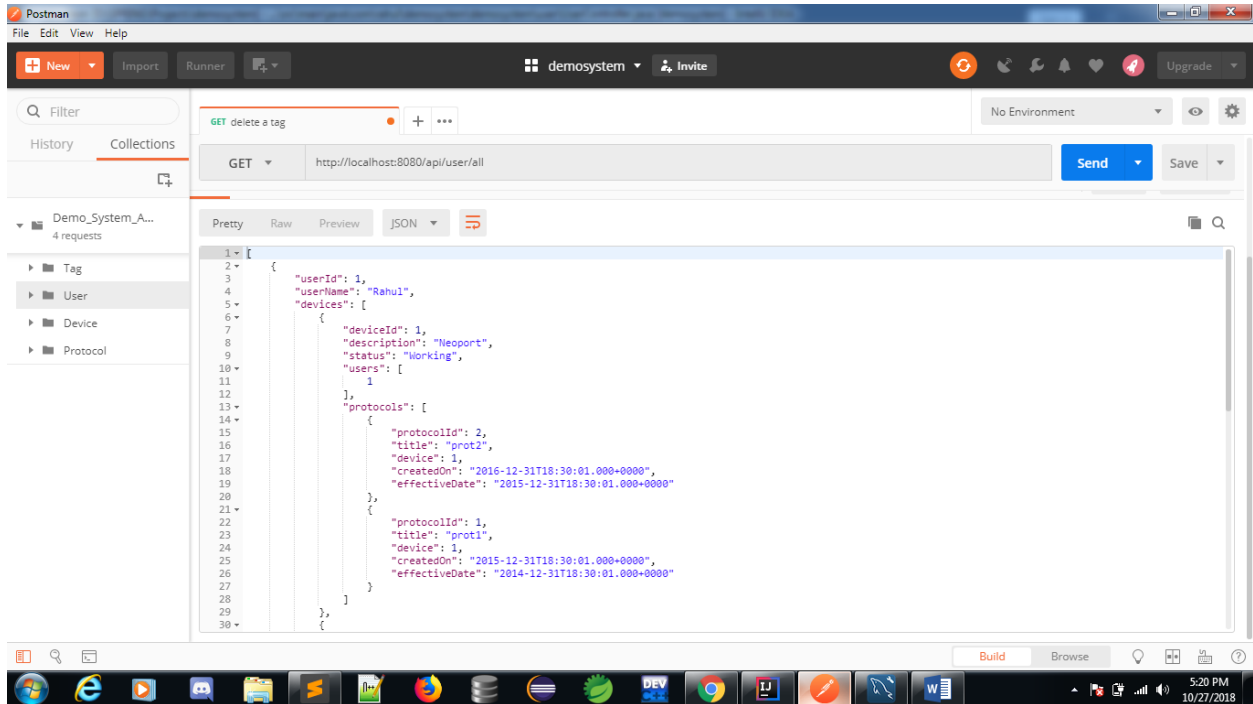 Postman
File Edit View Help
New
Import
Runner
demosystem
Invite
Upgrade
Filter
History
Collections
Demo_System_A...
4 requests
Tag
User
Device
Protocol
GET delete a tag
No Environment
GET
http://localhost:8080/api/user/all
Send
Save
Pretty
Raw
Preview
JSON
1 [
2 {
3 "userId": 1,
4 "userName": "Rahul",
5 "devices": [
6 {
7 "deviceId": 1,
8 "description": "Neoport",
9 "status": "Working",
10 "users": [
11 1
12 ],
13 "protocols": [
14 {
15 "protocolId": 2,
16 "title": "prot2",
17 "device": 1,
18 "createdOn": "2016-12-31T18:30:01.000+0000",
19 "effectiveDate": "2015-12-31T18:30:01.000+0000"
20 },
21 {
22 "protocolId": 1,
23 "title": "prot1",
24 "device": 1,
25 "createdOn": "2015-12-31T18:30:01.000+0000",
26 "effectiveDate": "2014-12-31T18:30:01.000+0000"
27 }
28 ]
29 },
30 {
Build
Browse
DEV
IJ
W
5:20 PM
10/27/2018